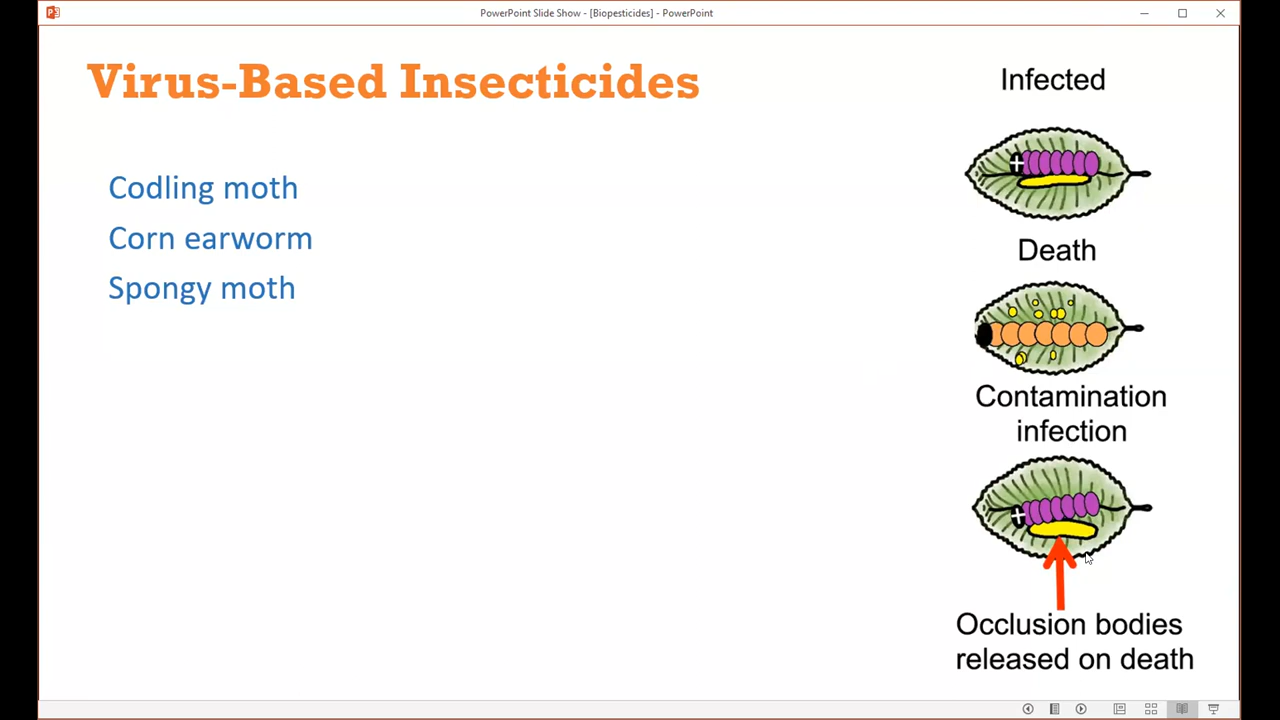 PowerPoint Slide Show - [Biopesticides] - PowerPoint
Virus-Based Insecticides
Codling moth
Corn earworm
Spongy moth
Infected
Death
Contamination
infection
Occlusion bodies
released on death